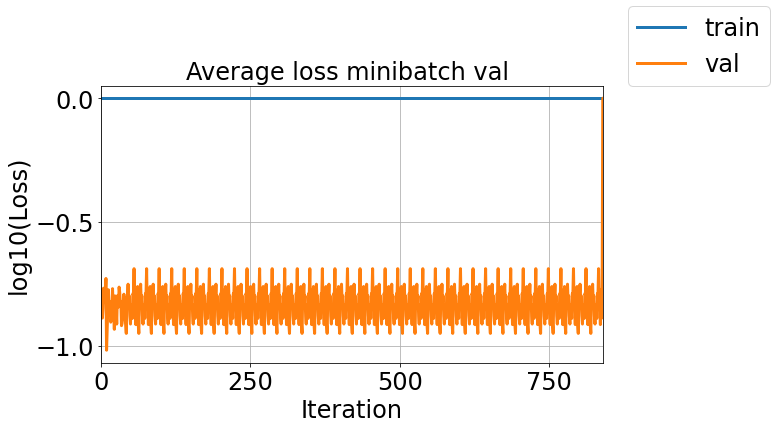 train
val
Average loss minibatch val
log10(Loss)
0.0
−0.5
−1.0
0
250
500
750
Iteration